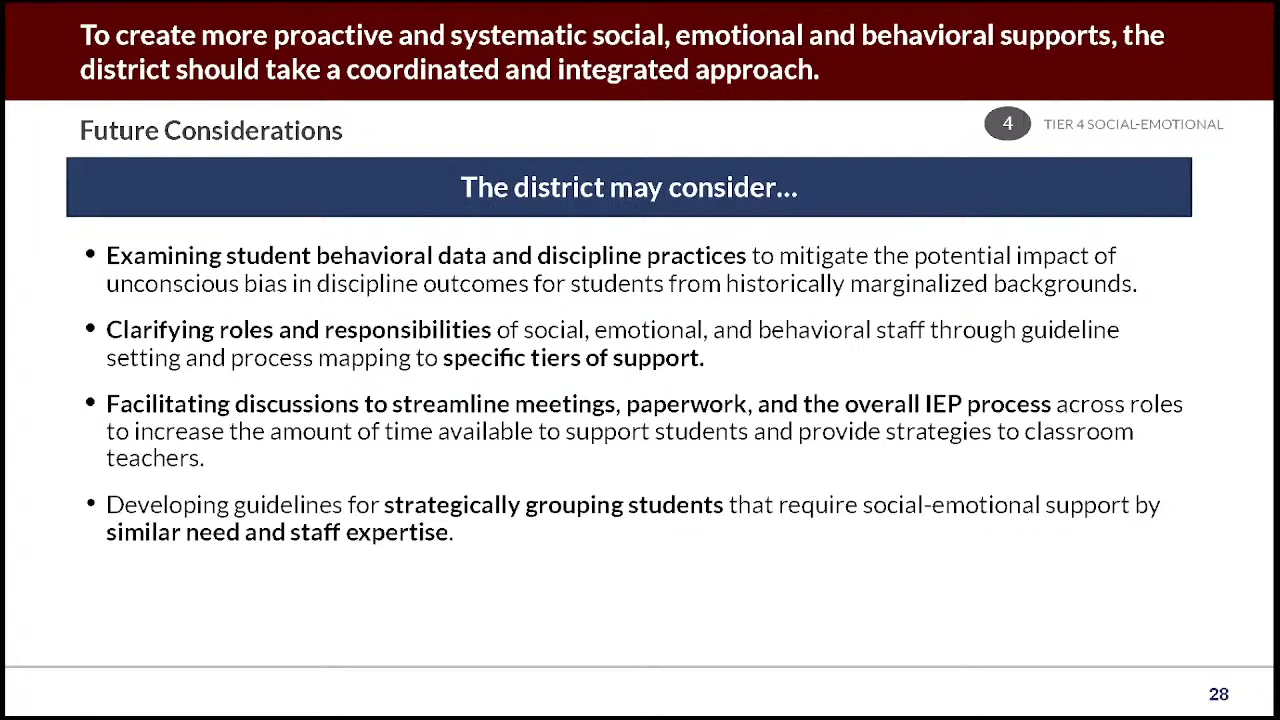 To create more proactive and systematic social, emotional and behavioral supports, the
district should take a coordinated and integrated approach.
Future Considerations
4 TIER 4 SOCIAL-EMOTIONAL
The district may consider...
• Examining student behavioral data and discipline practices to mitigate the potential impact of
unconscious bias in discipline outcomes for students from historically marginalized backgrounds.
• Clarifying roles and responsibilities of social, emotional, and behavioral staff through guideline
setting and process mapping to specific tiers of support.
• Facilitating discussions to streamline meetings, paperwork, and the overall IEP process across roles
to increase the amount of time available to support students and provide strategies to classroom
teachers.
• Developing guidelines for strategically grouping students that require social-emotional support by
similar need and staff expertise.
28